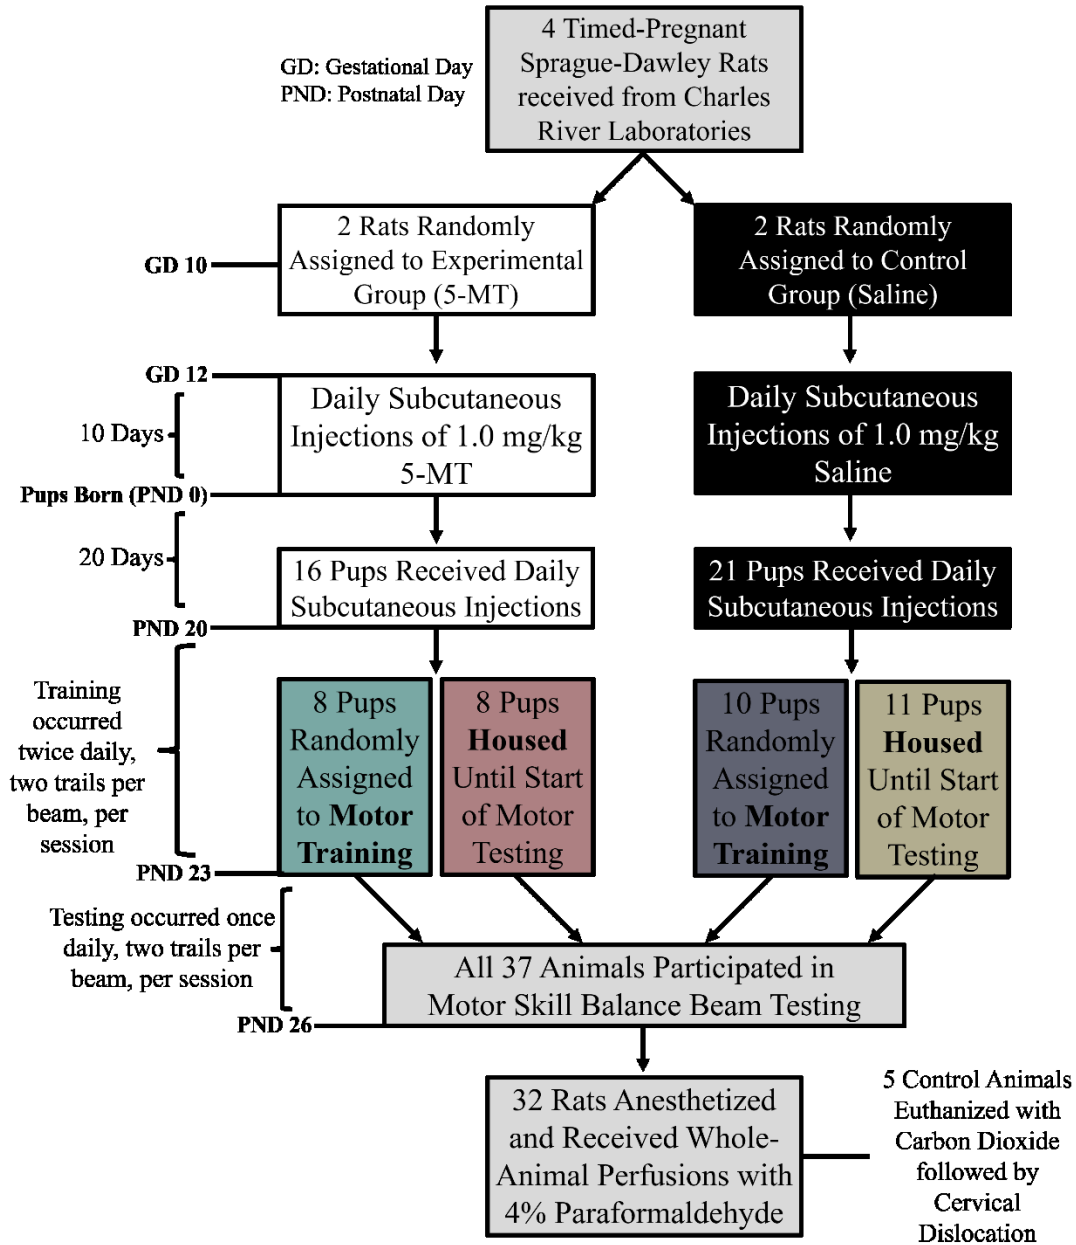 4 Timed-Pregnant
Sprague-Dawley Rats
received from Charles
River Laboratories
GD: Gestational Day
PND: Postnatal Day
2 Rats Randomly
Assigned to Experimental
Group (5-MT)
2 Rats Randomly
Assigned to Control
Group (Saline)
GD 10
GD 12
Daily Subcutaneous
Injections of 1.0 mg/kg
5-MT
Daily Subcutaneous
Injections of 1.0 mg/kg
Saline
10 Days
Pups Born (PND 0)
20 Days
16 Pups Received Daily
Subcutaneous Injections
21 Pups Received Daily
Subcutaneous Injections
PND 20
Training
occurred
twice daily,
two trails per
beam, per
session
8 Pups
Randomly
Assigned
to Motor
Training
8 Pups
Housed
Until Start
of Motor
Testing
10 Pups
Randomly
Assigned
to Motor
Training
11 Pups
Housed
Until Start
of Motor
Testing
PND 23
Testing occurred once
daily, two trails per
beam, per session
All 37 Animals Participated in
Motor Skill Balance Beam Testing
PND 26
32 Rats Anesthetized
and Received Whole-
Animal Perfusions with
4% Paraformaldehyde
5 Control Animals
Euthanized with
Carbon Dioxide
followed by
Cervical
Dislocation